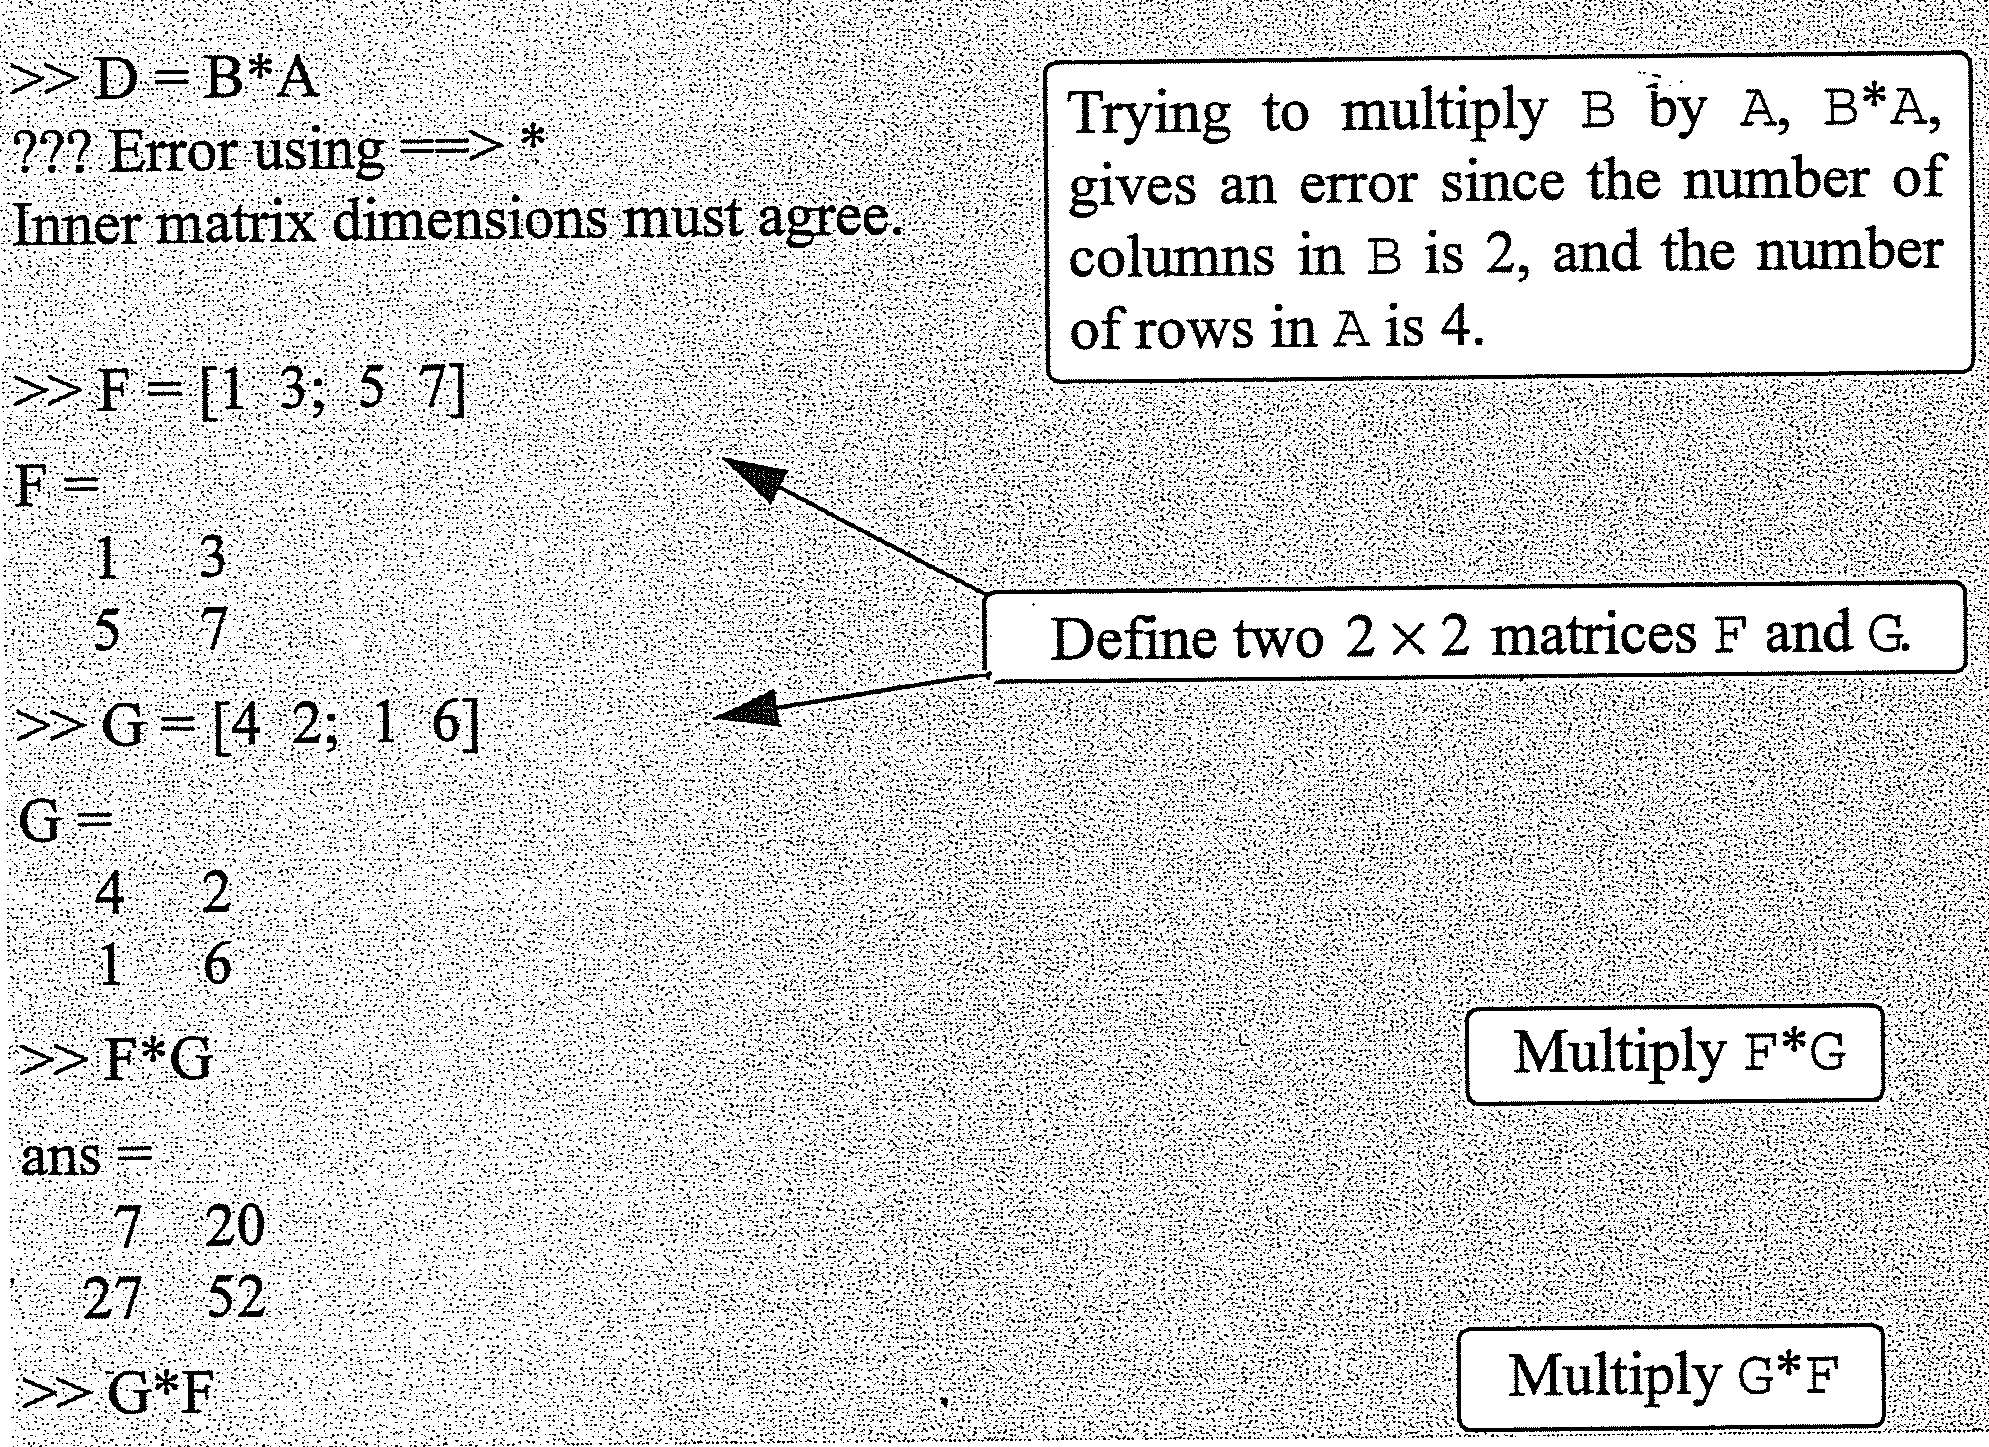 >> D = B*A
??? Error using ==> *
Inner matrix dimensions must agree.
Trying to multiply B by A, B*A,
gives an error since the number of
columns in B is 2, and the number
of rows in A is 4.
>> F = [1 3; 5 7]
F =
1 3
5 7
Define two 2 × 2 matrices F and G.
>> G = [4 2; 1 6]
G =
4 2
1 6
>> F*G
Multiply F*G
ans =
7 20
27 52
>> G*F
Multiply G*F